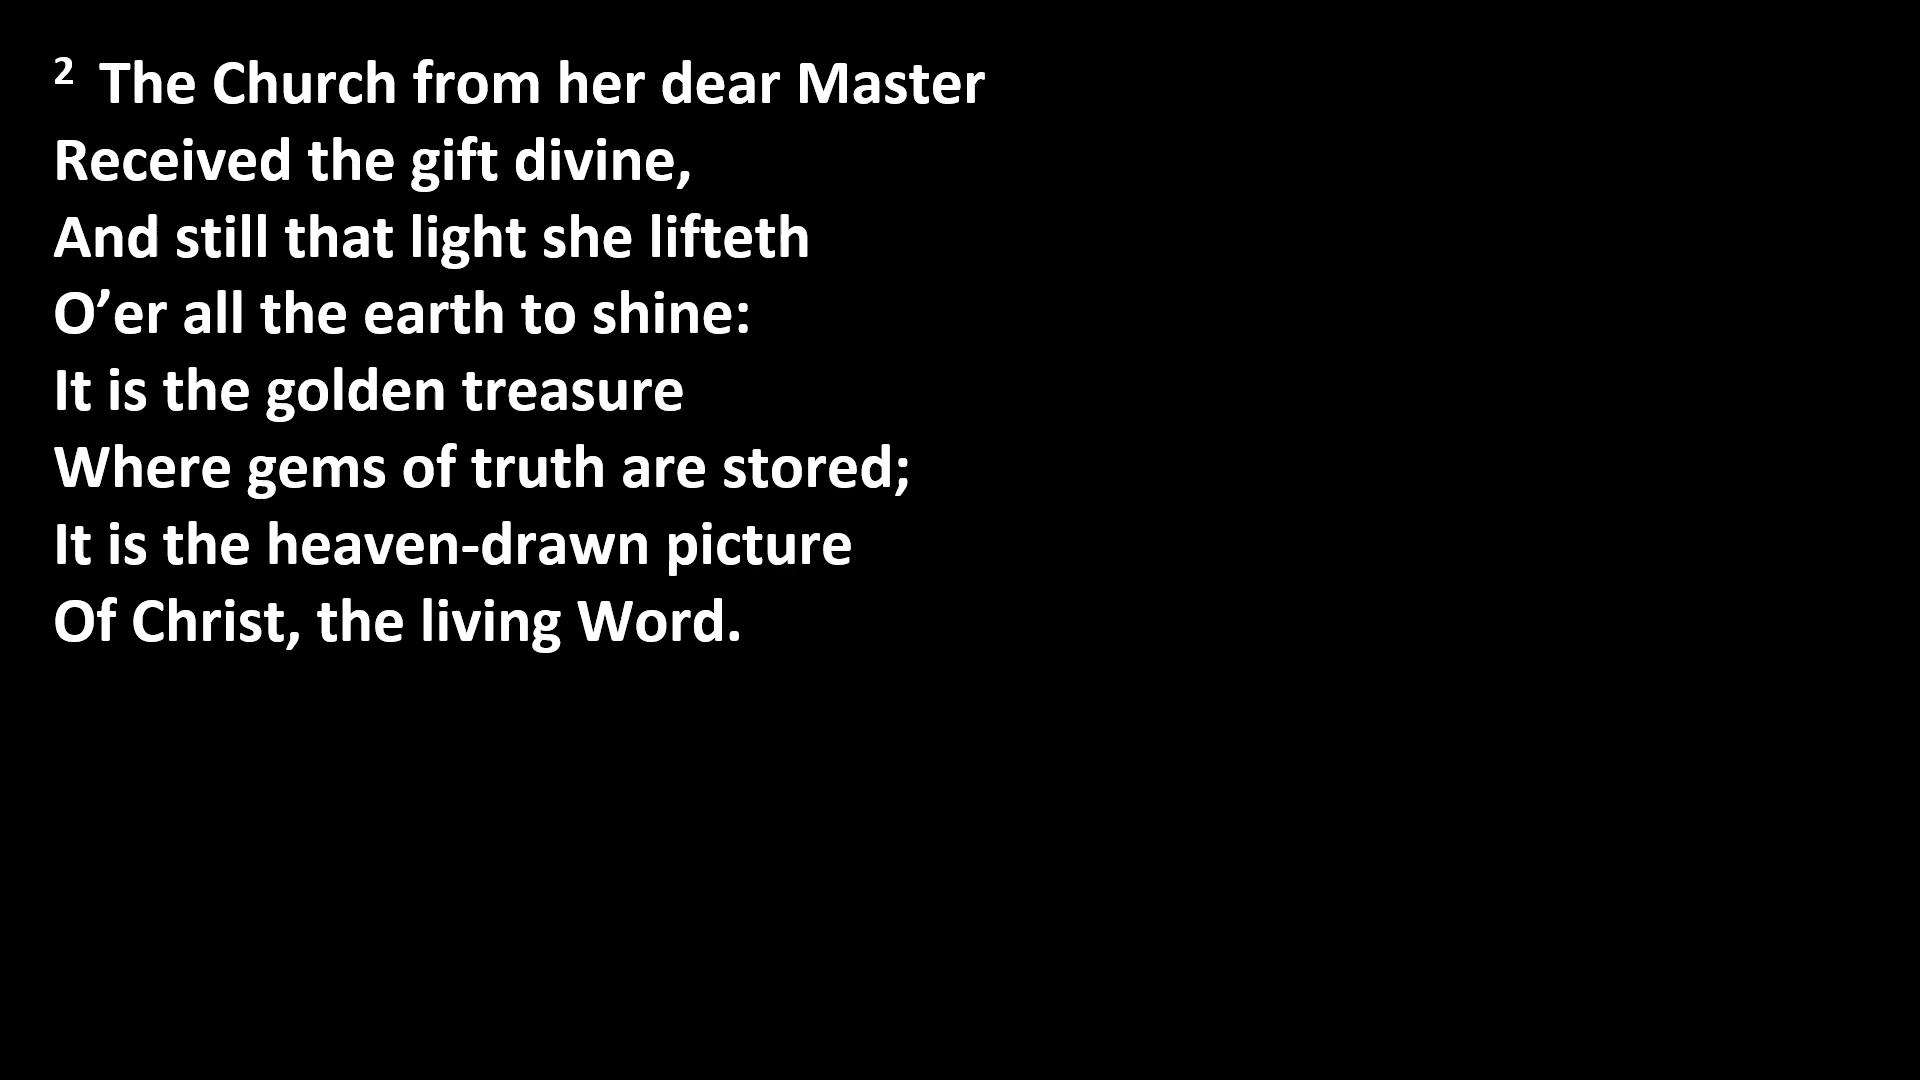 2 The Church from her dear Master
Received the gift divine,
And still that light she lifteth
O’er all the earth to shine:
It is the golden treasure
Where gems of truth are stored;
It is the heaven-drawn picture
Of Christ, the living Word.